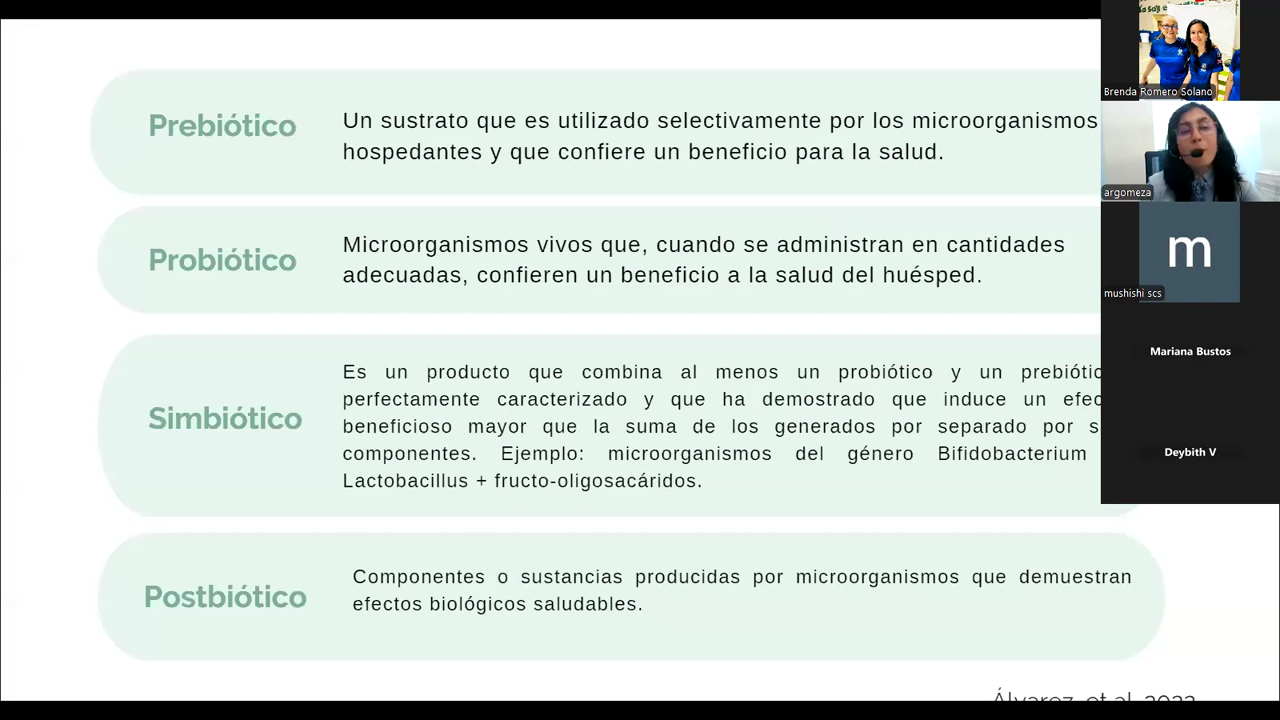 Prebiótico
Un sustrato que es utilizado selectivamente por los microorganismos
hospedantes y que confiere un beneficio para la salud.
Probiótico
Microorganismos vivos que, cuando se administran en cantidades
adecuadas, confieren un beneficio a la salud del huésped.
Simbiótico
Es un producto que combina al menos un probiótico y un
perfectamente caracterizado y que ha demostrado que induce un
beneficioso mayor que la suma de los generados por separado por
componentes. Ejemplo: microorganismos del género Bifidobacterium
Lactobacillus + fructo-oligosacáridos.
Postbiótico
Componentes o sustancias producidas por microorganismos que demuestran
efectos biológicos saludables.
Álvarez, et al. 2022
Brenda Romero Solano
argomeza
m
mushishi scs
Mariana Bustos
Deybith V